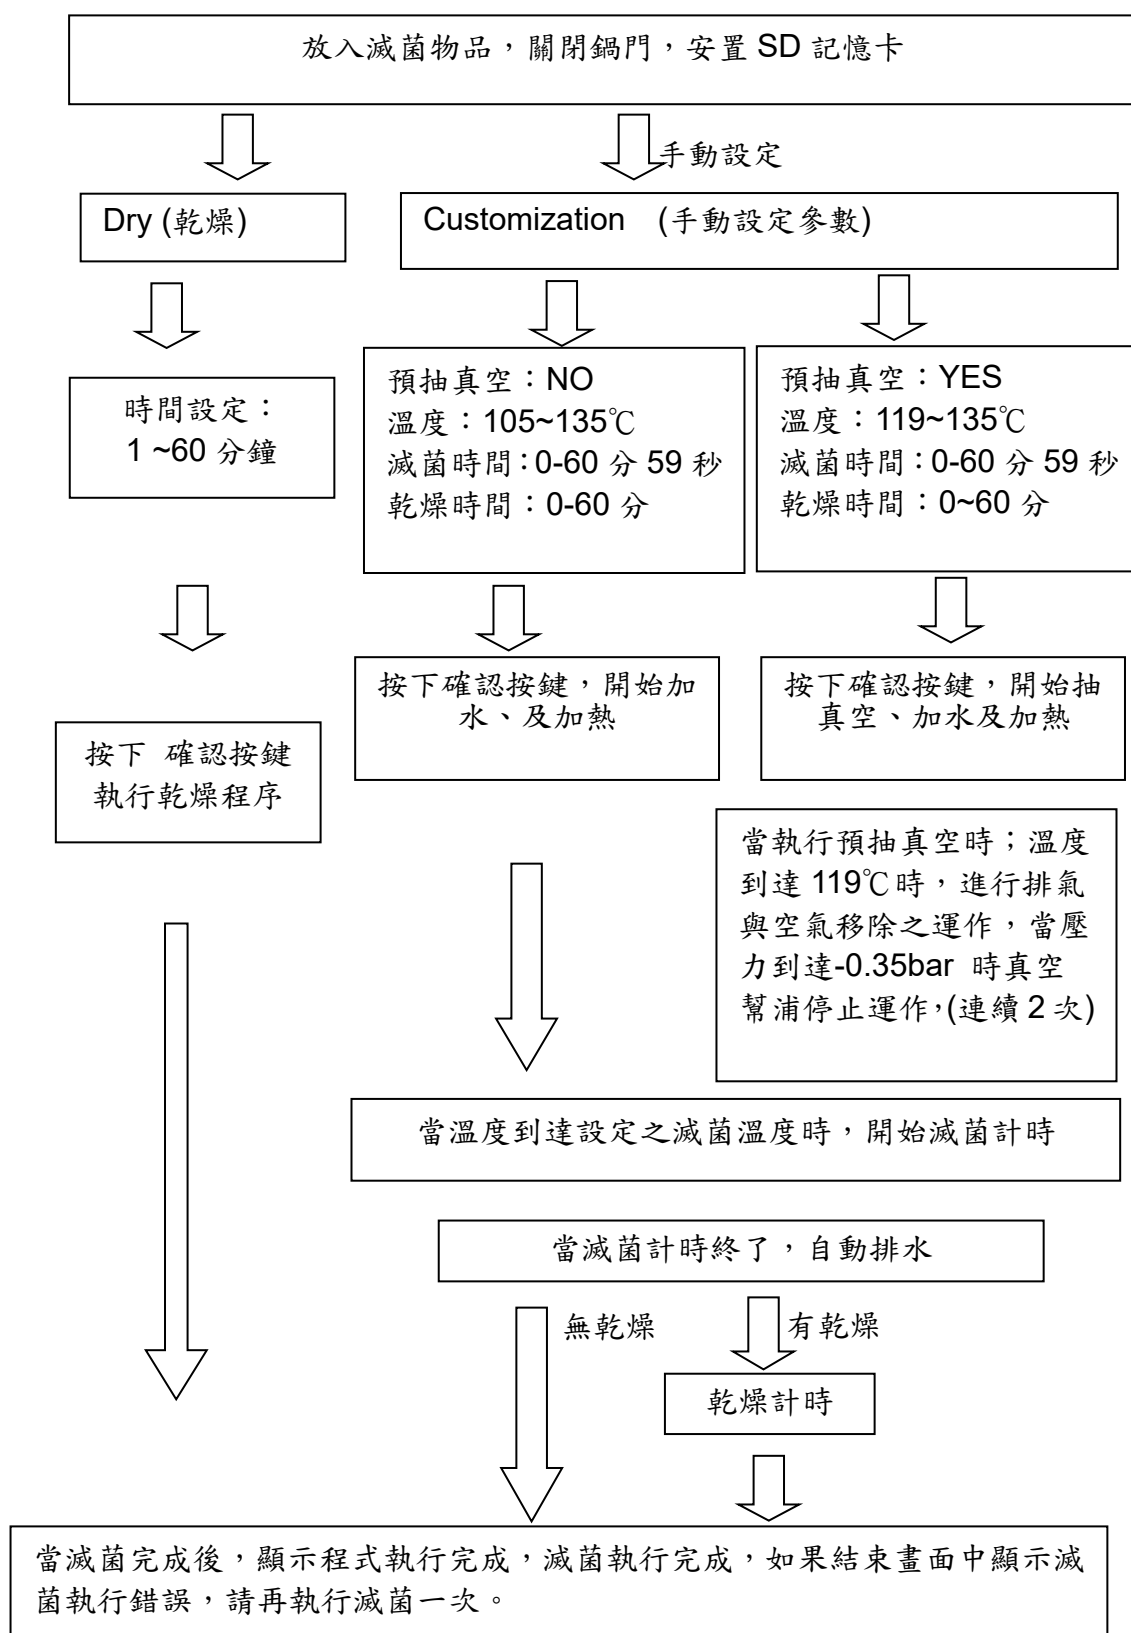 放入滅菌物品，關閉鍋門，安置 SD 記憶卡
手動設定
Dry (乾燥)
Customization (手動設定參數)
時間設定：
1 ~60 分鐘
預抽真空：NO
溫度：105~135℃
滅菌時間：0-60 分 59 秒
乾燥時間：0-60 分
預抽真空：YES
溫度：119~135℃
滅菌時間：0-60 分 59 秒
乾燥時間：0~60 分
按下 確認按鍵
執行乾燥程序
按下確認按鍵，開始加
水、及加熱
按下確認按鍵，開始抽
真空、加水及加熱
當執行預抽真空時；溫度
到達 119℃時，進行排氣
與空氣移除之運作，當壓
力到達-0.35bar 時真空
幫浦停止運作，(連續 2 次)
當溫度到達設定之滅菌溫度時，開始滅菌計時
當滅菌計時終了，自動排水
無乾燥
有乾燥
乾燥計時
當滅菌完成後，顯示程式執行完成，滅菌執行完成，如果結束畫面中顯示滅
菌執行錯誤，請再執行滅菌一次。